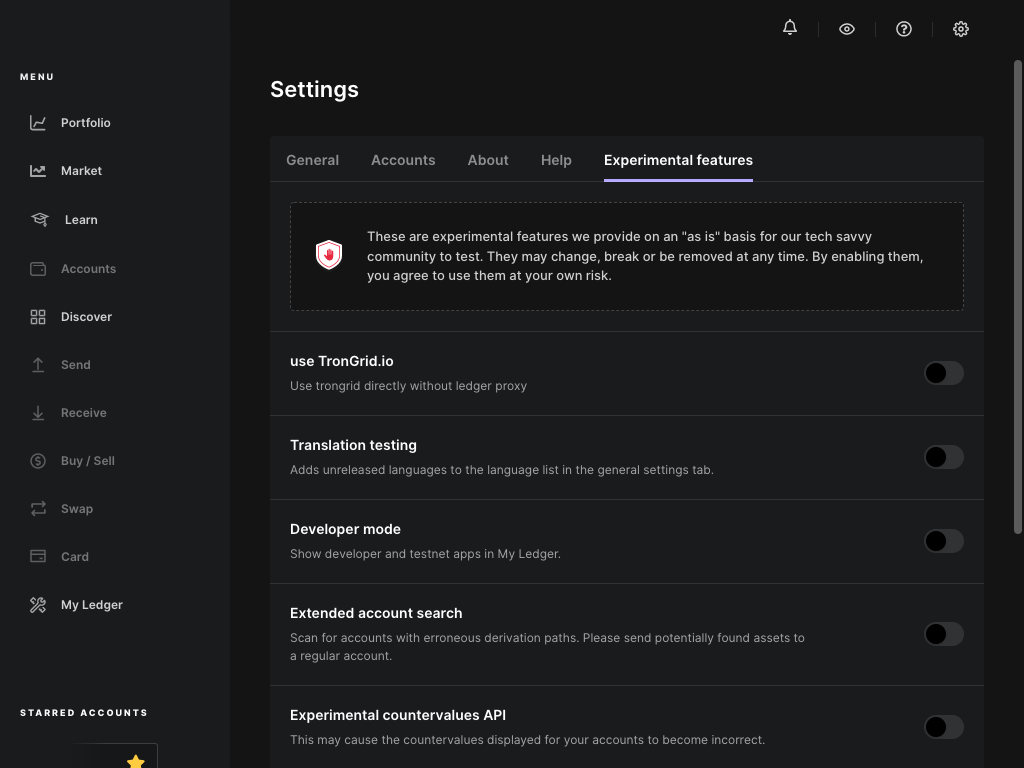 MENU
Portfolio
Market
Learn
Accounts
Discover
Send
Receive
Buy / Sell
Swap
Card
My Ledger
STARRED ACCOUNTS
Settings
General
Accounts
About
Help
Experimental features
These are experimental features we provide on an "as is" basis for our tech savvy
community to test. They may change, break or be removed at any time. By enabling them,
you agree to use them at your own risk.
use TronGrid.io
Use trongrid directly without ledger proxy
Translation testing
Adds unreleased languages to the language list in the general settings tab.
Developer mode
Show developer and testnet apps in My Ledger.
Extended account search
Scan for accounts with erroneous derivation paths. Please send potentially found assets to
a regular account.
Experimental countervalues API
This may cause the countervalues displayed for your accounts to become incorrect.